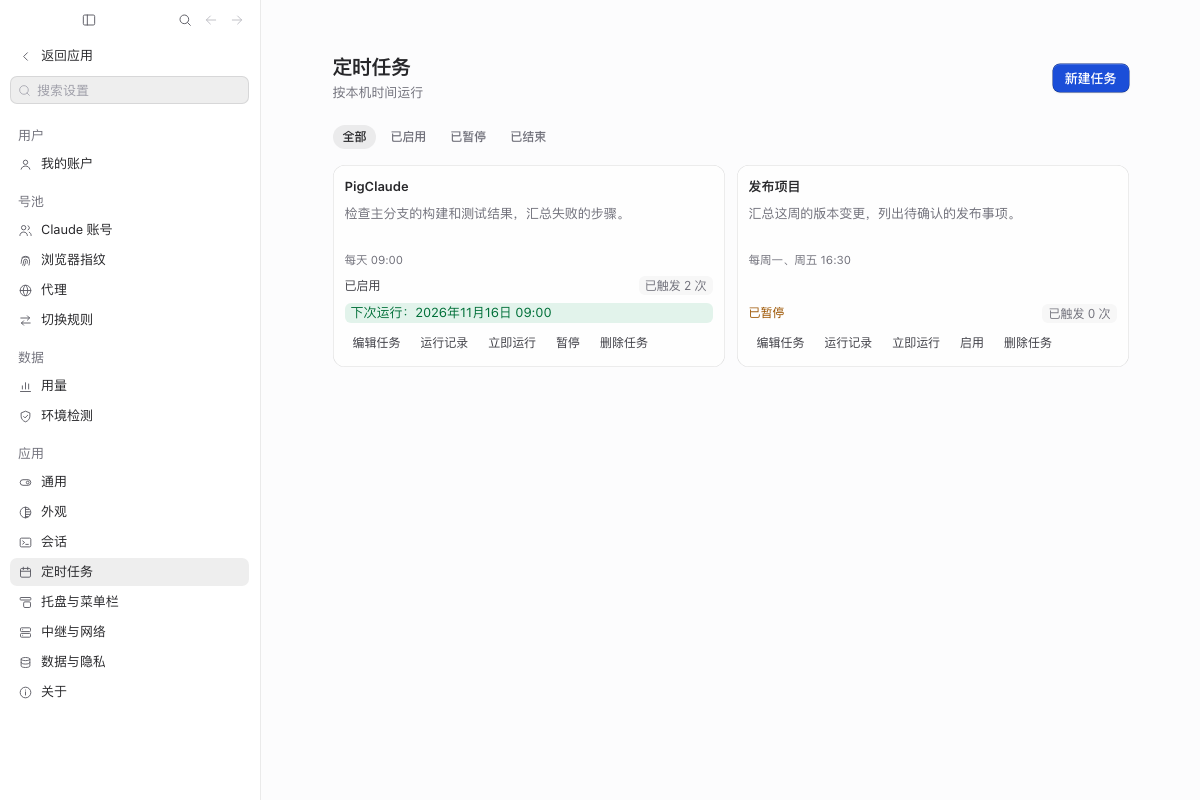 返回应用
搜索设置
用户
我的账户
号池
Claude 账号
浏览器指纹
代理
切换规则
数据
用量
环境检测
应用
通用
外观
会话
定时任务
托盘与菜单栏
中继与网络
数据与隐私
关于
定时任务
按本机时间运行
新建任务
全部 已启用 已暂停 已结束
PigClaude
检查主分支的构建和测试结果，汇总失败的步骤。
每天 09:00
已启用 已触发 2 次
下次运行：2026年11月16日 09:00
编辑任务 运行记录 立即运行 暂停 删除任务
发布项目
汇总这周的版本变更，列出待确认的发布事项。
每周一、周五 16:30
已暂停 已触发 0 次
编辑任务 运行记录 立即运行 启用 删除任务